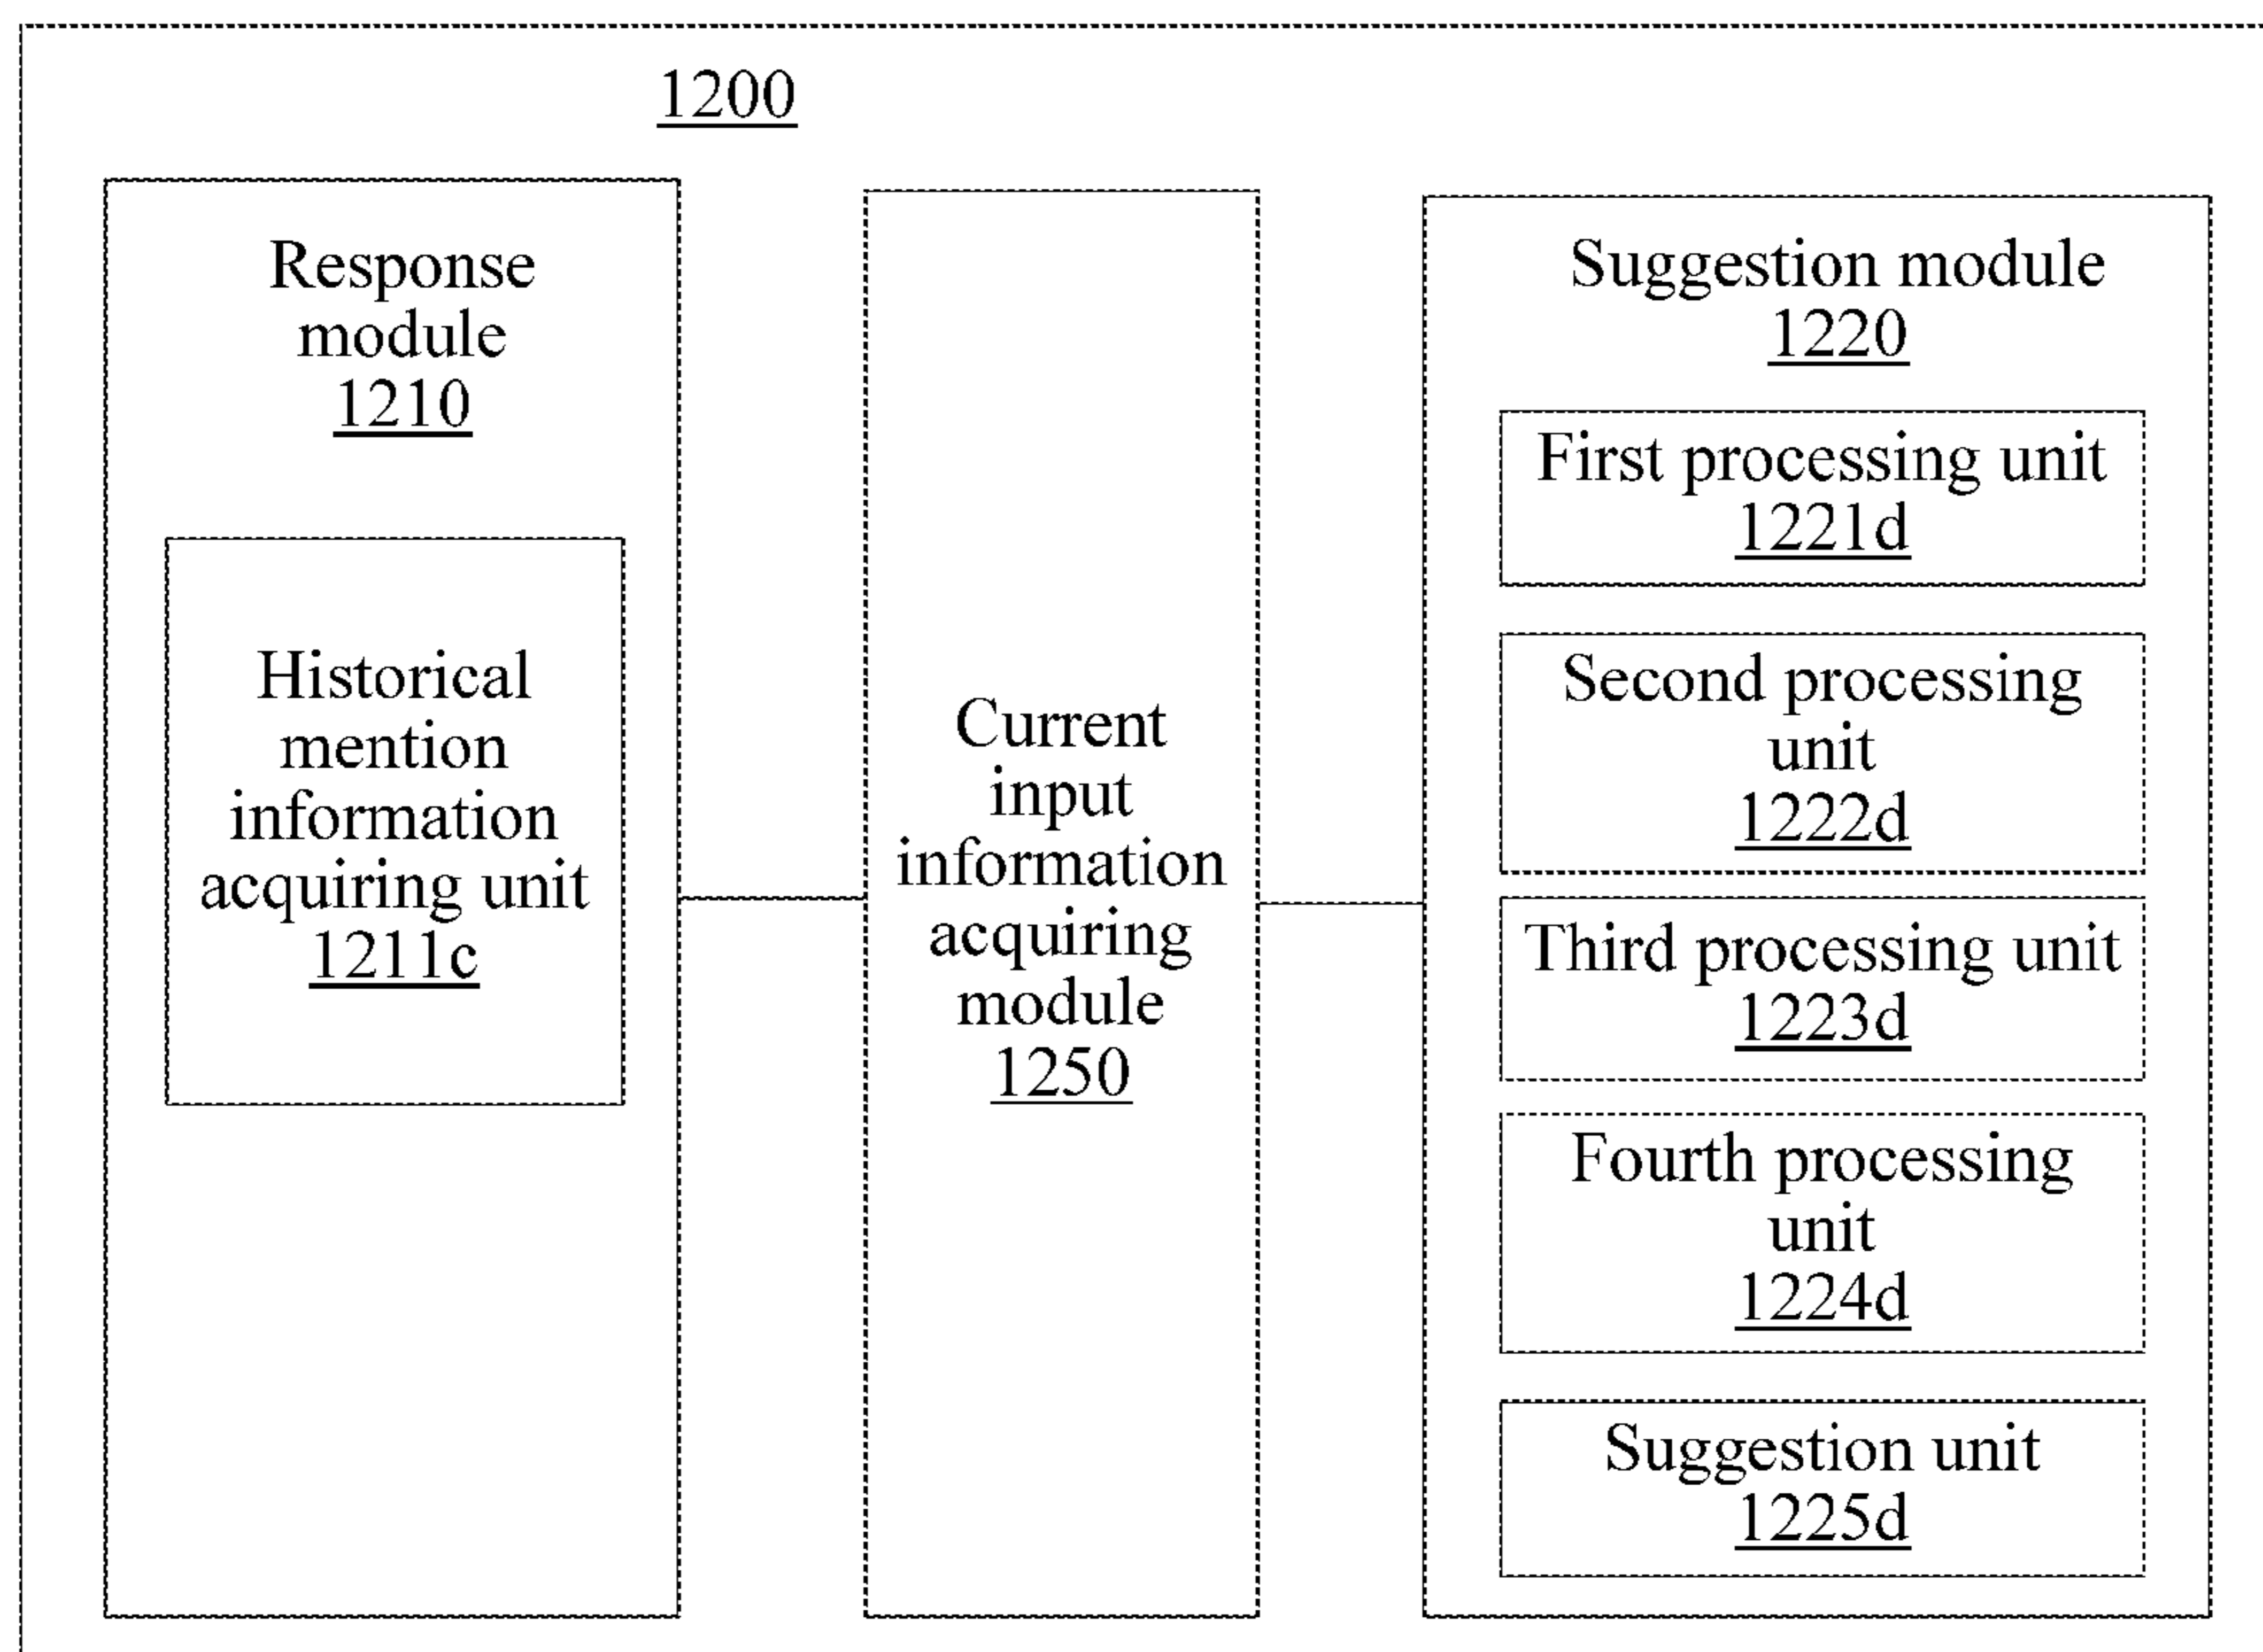 1200
Response
module
1210
Historical
mention
information
acquiring unit
1211c
Current
input
information
acquiring
module
1250
Suggestion module
1220
First processing unit
1221d
Second processing
unit
1222d
Third processing unit
1223d
Fourth processing
unit
1224d
Suggestion unit
1225d